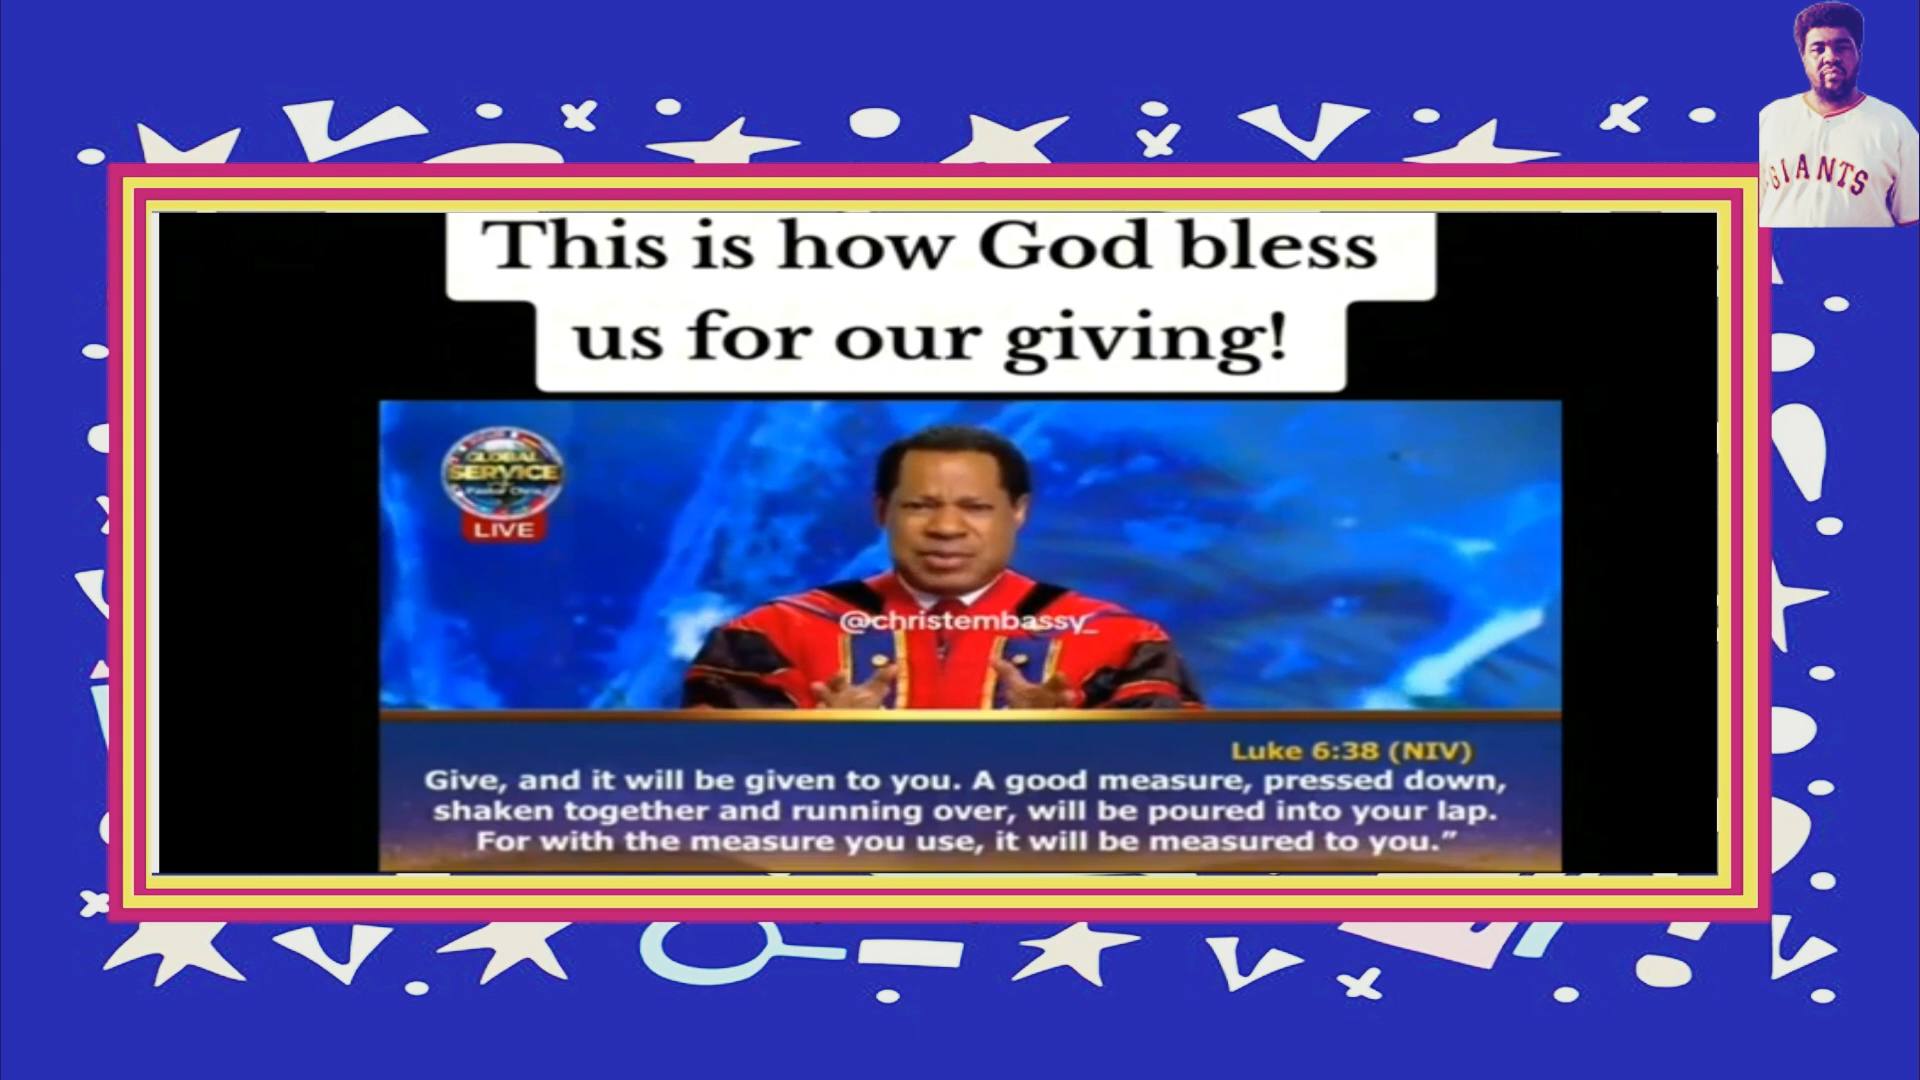 GIANTS
This is how God bless
us for our giving!
GLOBAL
SERVICE
Pastor Chris
LIVE
@christembassy_
Luke 6:38 (NIV)
Give, and it will be given to you. A good measure, pressed down,
shaken together and running over, will be poured into your lap.
For with the measure you use, it will be measured to you.”